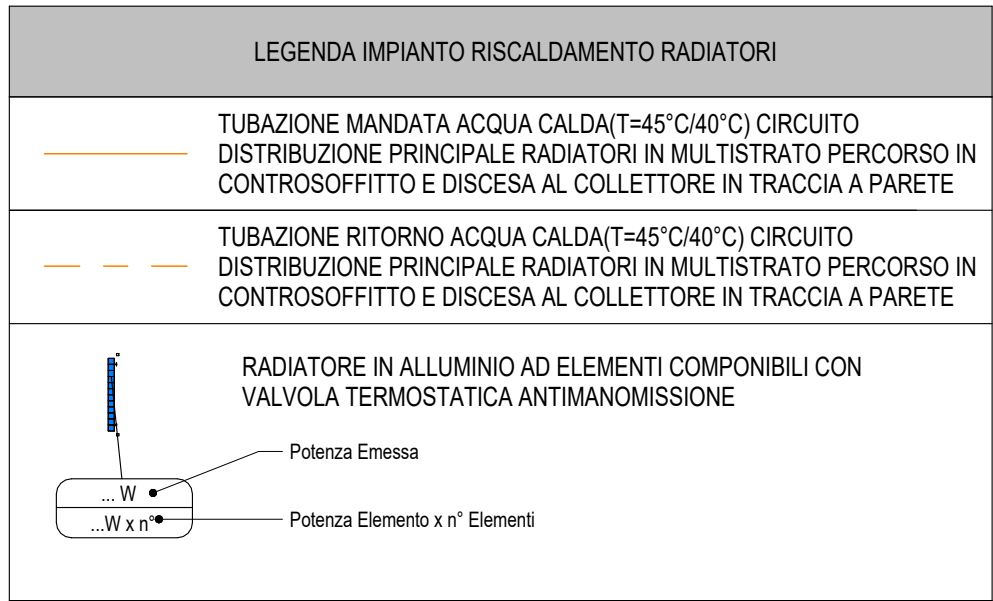 LEGENDA IMPIANTO RISCALDAMENTO RADIATORI
TUBAZIONE MANDATA ACQUA CALDA(T=45°C/40°C) CIRCUITO
DISTRIBUZIONE PRINCIPALE RADIATORI IN MULTISTRATO PERCORSO IN
CONTROSOFFITTO E DISCESA AL COLLETTORE IN TRACCIA A PARETE
TUBAZIONE RITORNO ACQUA CALDA(T=45°C/40°C) CIRCUITO
DISTRIBUZIONE PRINCIPALE RADIATORI IN MULTISTRATO PERCORSO IN
CONTROSOFFITTO E DISCESA AL COLLETTORE IN TRACCIA A PARETE
RADIATORE IN ALLUMINIO AD ELEMENTI COMPONIBILI CON
VALVOLA TERMOSTATICA ANTIMANOMISSIONE
Potenza Emessa
... W
...W x n°
Potenza Elemento x n° Elementi